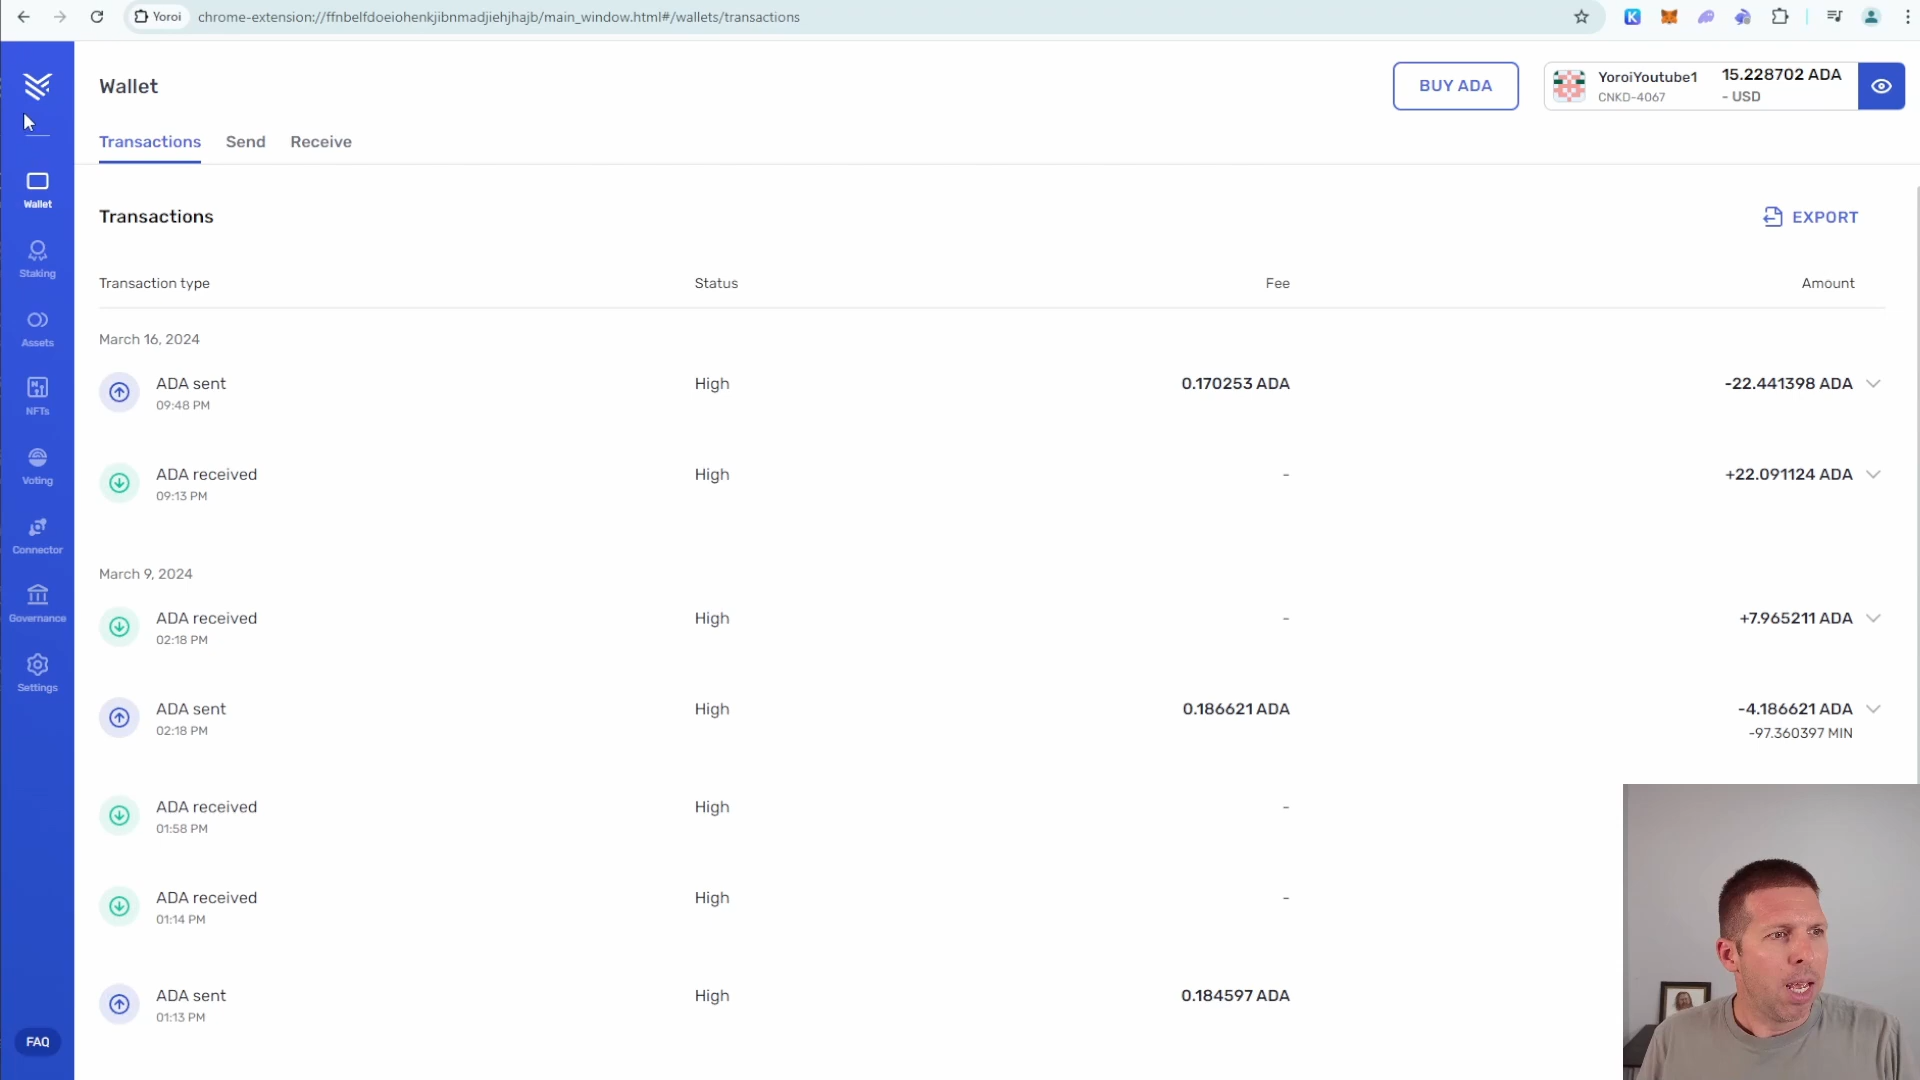 Yoroi
chrome-extension://ffnbelfdoeiohenkjibnmadjiehjhajb/main_window.html#/wallets/transactions
Wallet
BUY ADA
YoroiYoutube1
CNKD-4067
15.228702 ADA
- USD
Transactions Send Receive
Wallet
Staking
Assets
NFTs
Voting
Connector
Governance
Settings
FAQ
Transactions
EXPORT
Transaction type Status Fee Amount
March 16, 2024
ADA sent High 0.170253 ADA -22.441398 ADA
09:48 PM
ADA received High - +22.091124 ADA
09:13 PM
March 9, 2024
ADA received High - +7.965211 ADA
02:18 PM
ADA sent High 0.186621 ADA -4.186621 ADA
02:18 PM -97.360397 MIN
ADA received High -
01:58 PM
ADA received High -
01:14 PM
ADA sent High 0.184597 ADA
01:13 PM